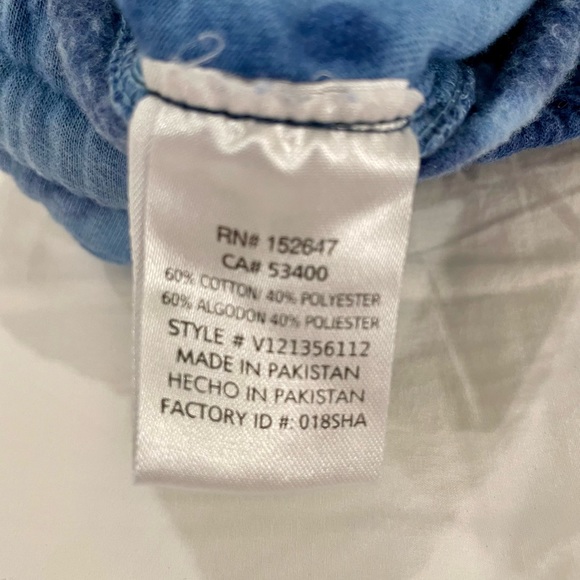 RN# 152647
CA# 53400
60% COTTON/ 40% POLYESTER
60% ALGODON 40% POLIESTER
STYLE # V121356112
MADE IN PAKISTAN
HECHO IN PAKISTAN
FACTORY ID #: 018SHA